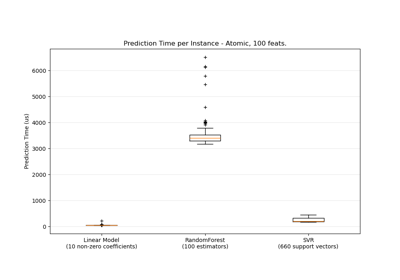 Prediction Time per Instance - Atomic, 100 feats.
Prediction Time (us)
6000
5000
4000
3000
2000
1000
0
Linear Model RandomForest SVR
(10 non-zero coefficients) (100 estimators) (660 support vectors)